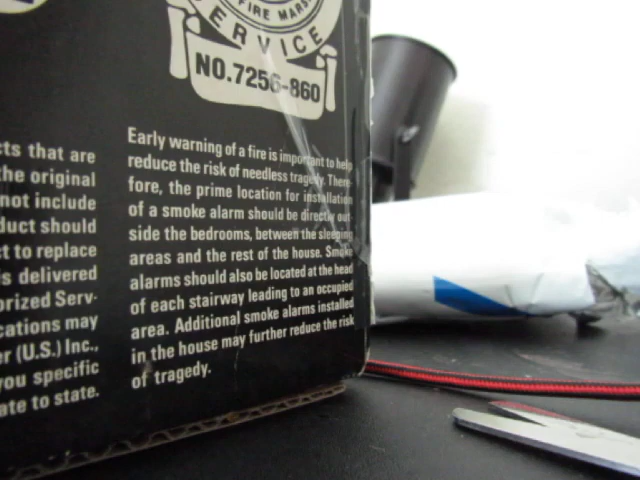 FIRE MARS
SERVICE
NO.7256-860
cts that are
the original
not include
duct should
ct to replace
is delivered
orized Serv-
cations may
er (U.S.) Inc.,
you specific
ate to state.
Early warning of a fire is important to help
reduce the risk of needless tragedy. There-
fore, the prime location for installation
of a smoke alarm should be directly out
side the bedrooms, between the sleeping
areas and the rest of the house. Smoke
alarms should also be located at the head
of each stairway leading to an occupied
area. Additional smoke alarms installed
in the house may further reduce the risk
of tragedy.